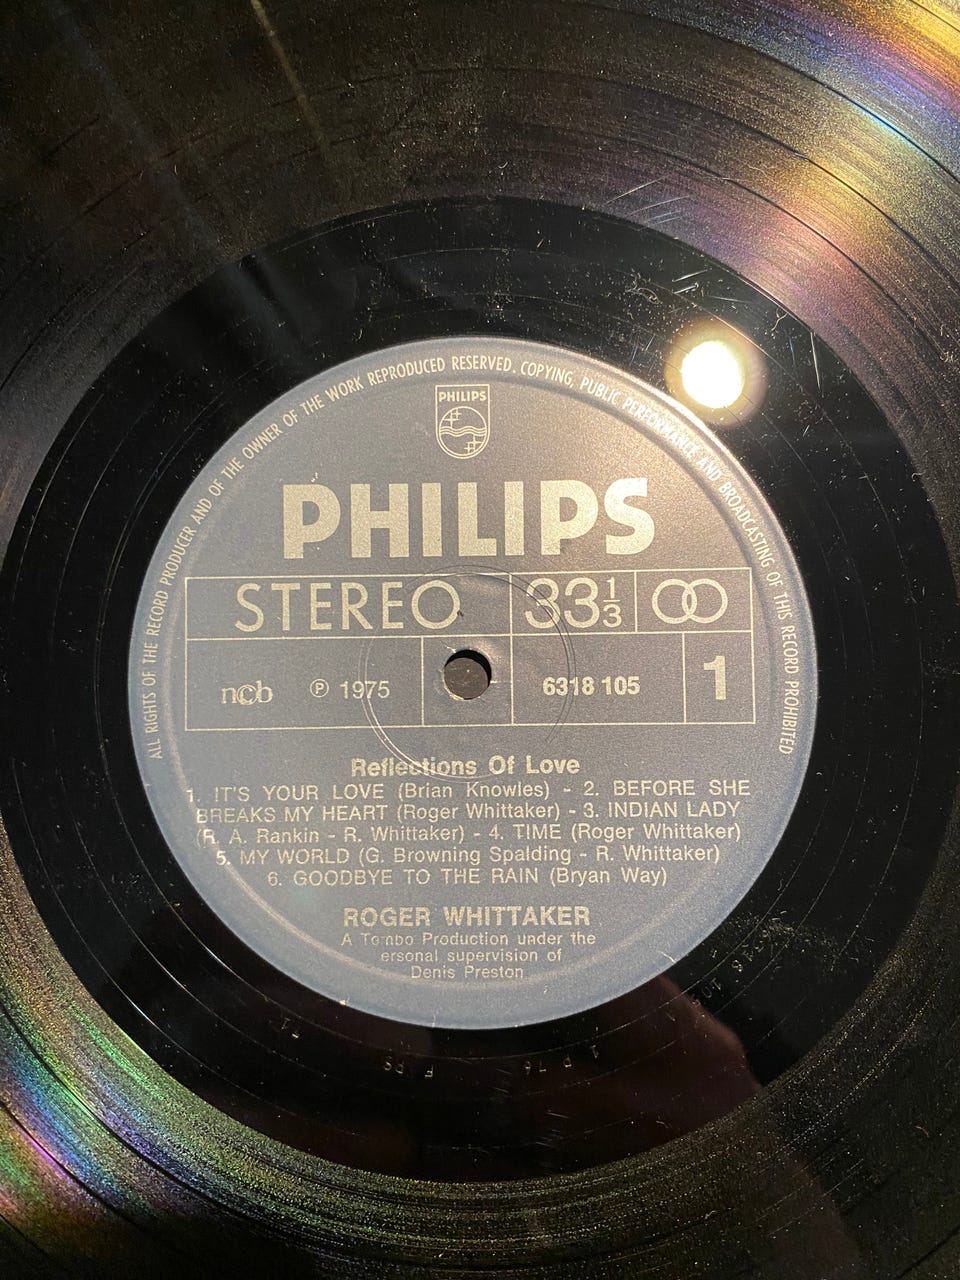 ALL RIGHTS OF THE RECORD PRODUCER AND OF THE OWNER OF THE WORK REPRODUCED RESERVED. COPYING, PUBLIC PERFORMANCE AND BROADCASTING OF THIS RECORD PROHIBITED
PHILIPS
PHILIPS
STEREO 33 1/3
ncb ℗ 1975 6318 105 1
Reflections Of Love
1. IT'S YOUR LOVE (Brian Knowles) - 2. BEFORE SHE
BREAKS MY HEART (Roger Whittaker) - 3. INDIAN LADY
(R. A. Rankin - R. Whittaker) - 4. TIME (Roger Whittaker)
5. MY WORLD (G. Browning Spalding - R. Whittaker)
6. GOODBYE TO THE RAIN (Bryan Way)
ROGER WHITTAKER
A Tembo Production under the
ersonal supervision of
Denis Preston